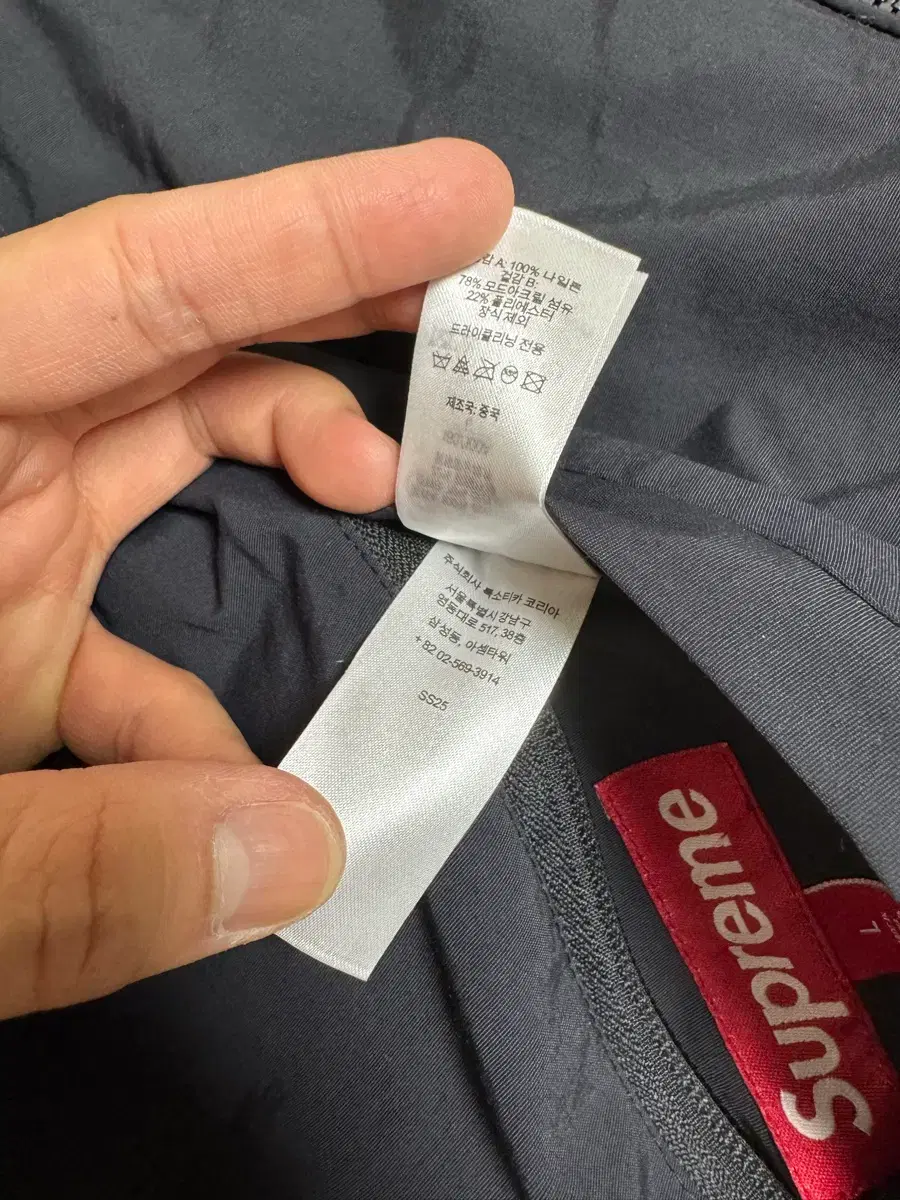 감 A: 100% 나일론
겉감 B:
78% 모드아크릴 섬유
22% 폴리에스터
장식 제외
드라이클리닝 전용
제조국: 중국
주식회사 룩소티카 코리아
서울특별시강남구
영동대로 517, 38층
삼성동, 아셈타워
+ 82 02-569-3914
SS25
Supreme
L